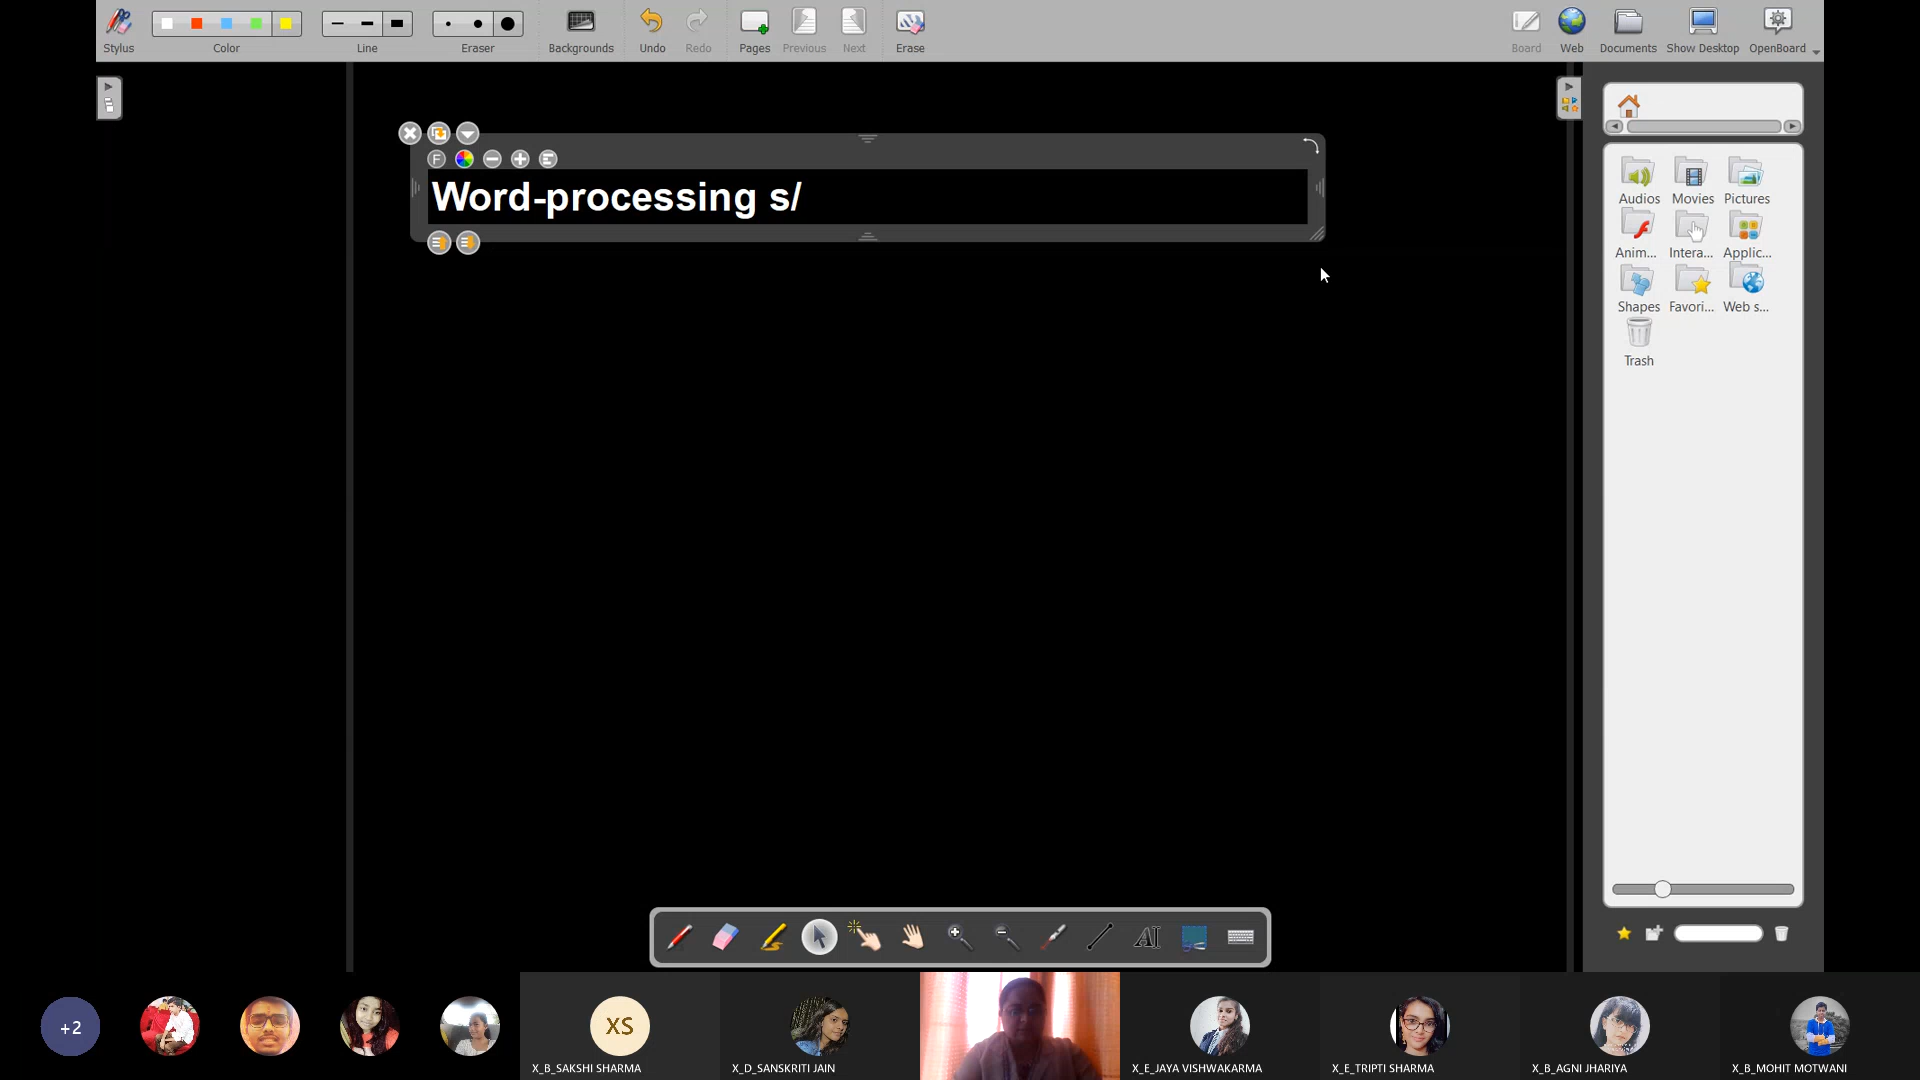 Stylus
Color
Line
Eraser
Backgrounds
Undo
Redo
Pages
Previous
Next
Erase
Board
Web
Documents
Show Desktop
OpenBoard
F
Word-processing s/
Audios
Movies
Pictures
Anim...
Intera...
Applic...
Shapes
Favori...
Web s...
Trash
AI
+2
XS
X_B_SAKSHI SHARMA
X_D_SANSKRITI JAIN
X_E_JAYA VISHWAKARMA
X_E_TRIPTI SHARMA
X_B_AGNI JHARIYA
X_B_MOHIT MOTWANI